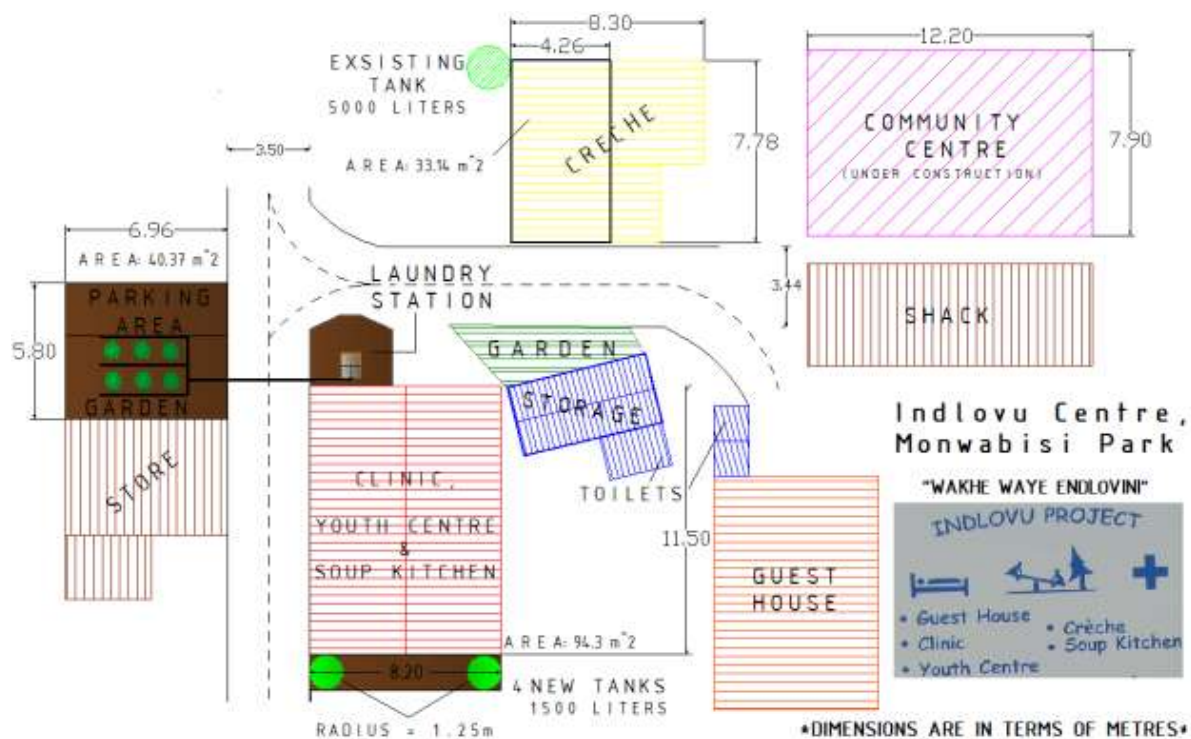 8.30
4.26
12.20
EXSISTING
TANK
5000 LITERS
AREA: 33.14 m^2
CRECHE
7.78
COMMUNITY
CENTRE
(UNDER CONSTRUCTION)
7.90
3.50
6.96
AREA: 40.37 m^2
PARKING
AREA
5.80
GARDEN
STORE
LAUNDRY
STATION
3.44
SHACK
GARDEN
STORAGE
TOILETS
CLINIC,
YOUTH CENTRE
&
SOUP KITCHEN
11.50
GUEST
HOUSE
AREA: 94.3 m^2
8.20
4 NEW TANKS
1500 LITERS
RADIUS = 1.25m
Indlovu Centre,
Monwabisi Park
"WAKHE WAYE ENDLOVINI"
INDLOVU PROJECT
• Guest House
• Clinic
• Youth Centre
• Crèche
• Soup Kitchen
*DIMENSIONS ARE IN TERMS OF METRES*